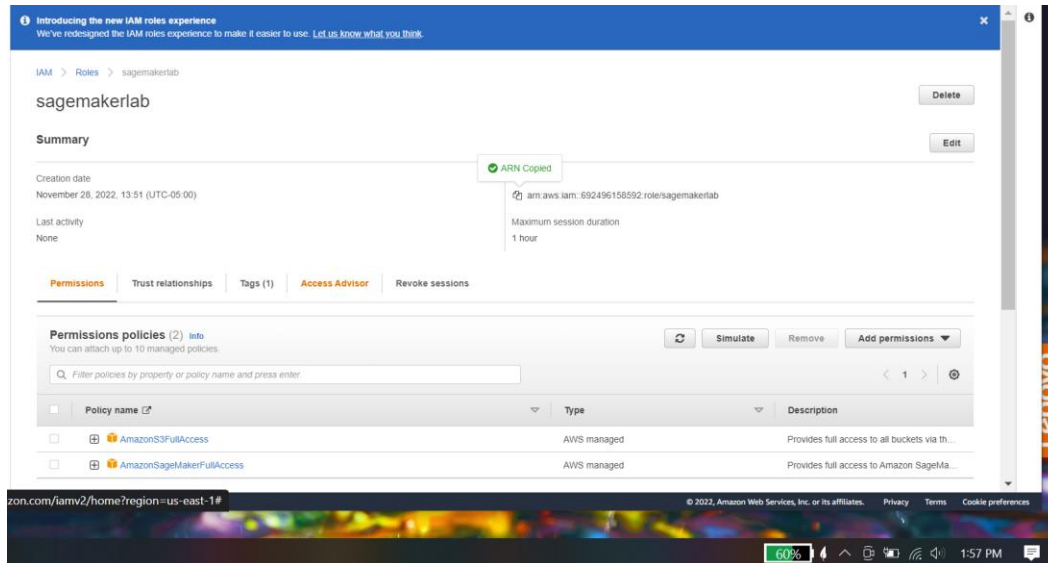 Introducing the new IAM roles experience
We've redesigned the IAM roles experience to make it easier to use. Let us know what you think.
IAM > Roles > sagemakerlab
sagemakerlab
Delete
Summary
Edit
ARN Copied
Creation date
November 28, 2022, 13:51 (UTC-05:00)
arn:aws:iam::692496158592:role/sagemakerlab
Last activity
Maximum session duration
None
1 hour
Permissions Trust relationships Tags (1) Access Advisor Revoke sessions
Permissions policies (2) Info
You can attach up to 10 managed policies.
Simulate Remove Add permissions
Filter policies by property or policy name and press enter
< 1 >
Policy name Type Description
AmazonS3FullAccess AWS managed Provides full access to all buckets via th...
AmazonSageMakerFullAccess AWS managed Provides full access to Amazon SageMa...
zon.com/iamv2/home?region=us-east-1#
© 2022, Amazon Web Services, Inc. or its affiliates. Privacy Terms Cookie preferences
60% 1:57 PM